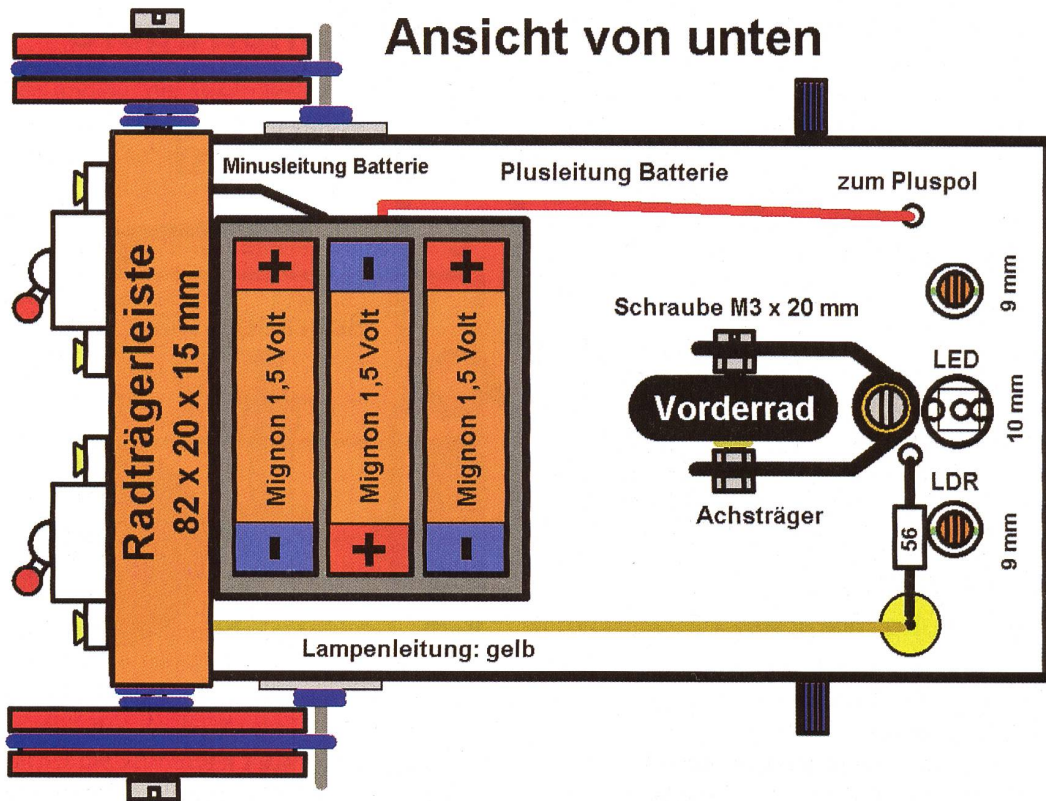 Ansicht von unten
Minusleitung Batterie
Plusleitung Batterie
zum Pluspol
Radträgerleiste
82 x 20 x 15 mm
+
-
+
Mignon 1,5 Volt
Mignon 1,5 Volt
Mignon 1,5 Volt
-
+
-
Schraube M3 x 20 mm
9 mm
LED
Vorderrad
10 mm
LDR
Achsträger
56
9 mm
Lampenleitung: gelb